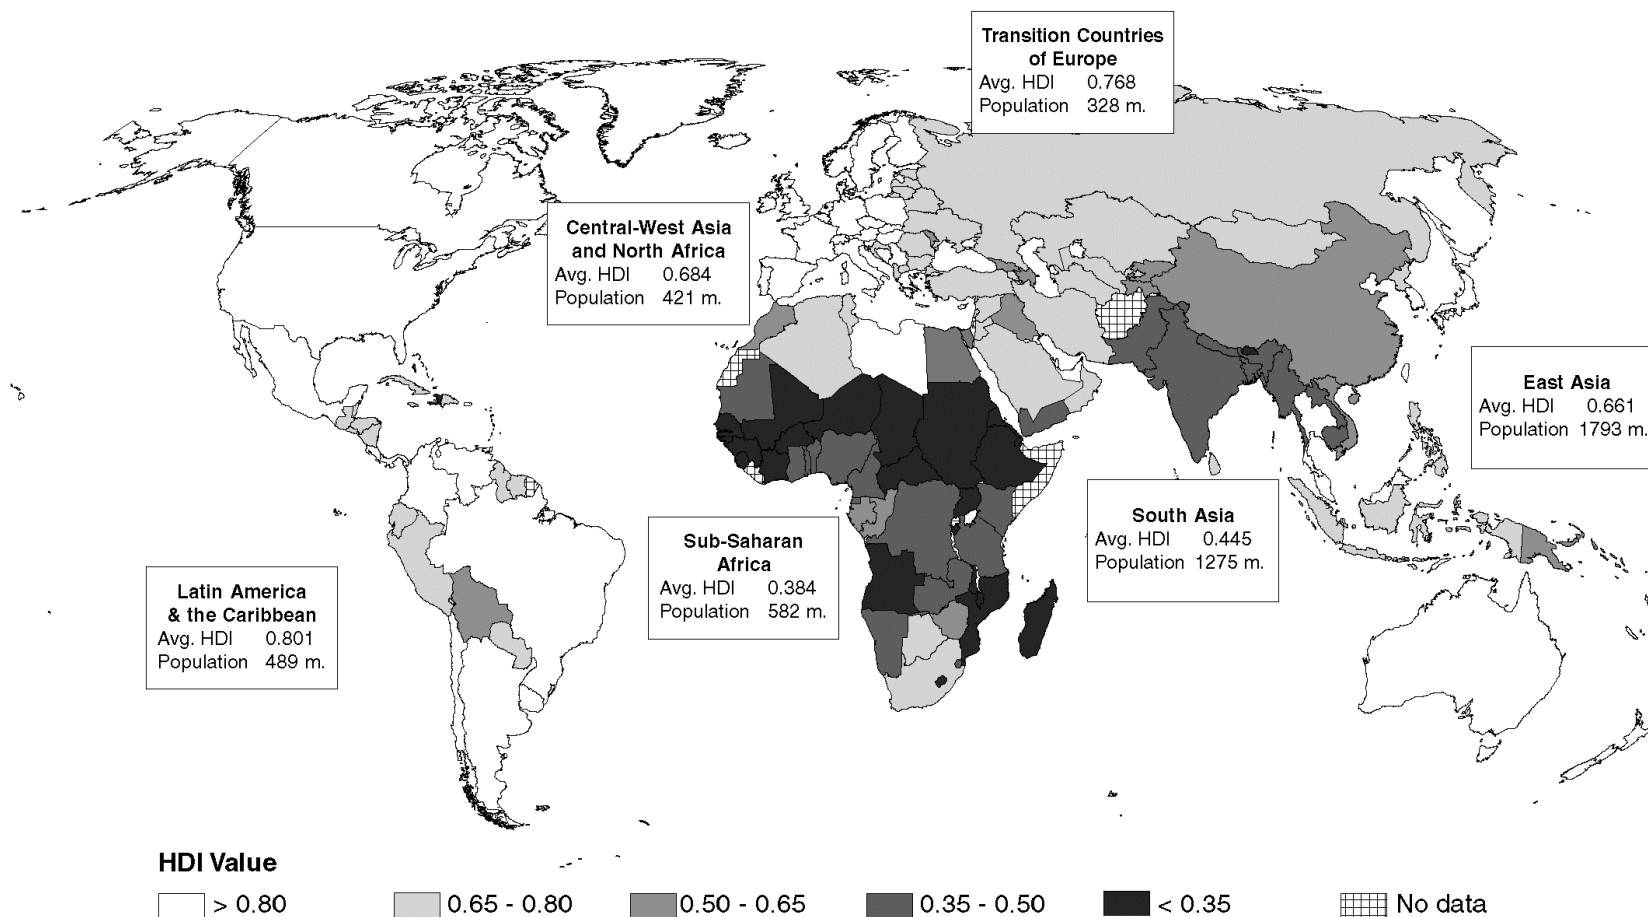 Transition Countries
of Europe
Avg. HDI 0.768
Population 328 m.
Central-West Asia
and North Africa
Avg. HDI 0.684
Population 421 m.
East Asia
Avg. HDI 0.661
Population 1793 m.
South Asia
Avg. HDI 0.445
Population 1275 m.
Sub-Saharan
Africa
Avg. HDI 0.384
Population 582 m.
Latin America
& the Caribbean
Avg. HDI 0.801
Population 489 m.
HDI Value
> 0.80
0.65 - 0.80
0.50 - 0.65
0.35 - 0.50
< 0.35
No data